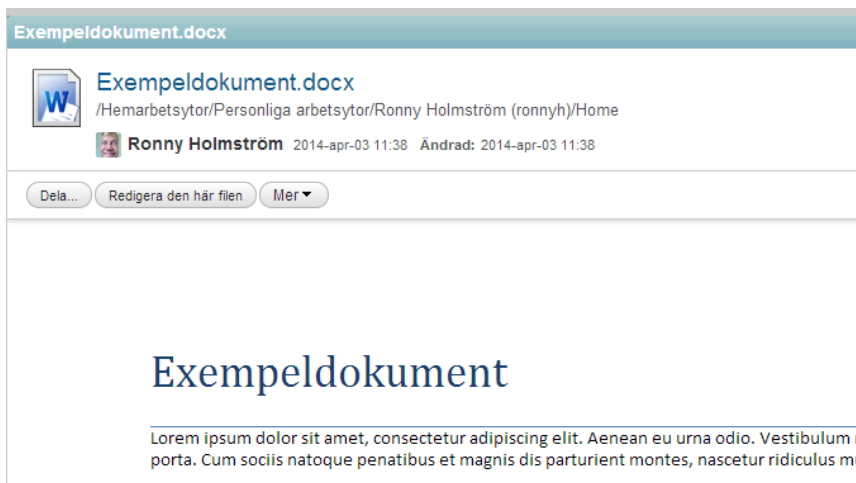 Exempeldokument.docx
Exempeldokument.docx
/Hemarbetsytor/Personliga arbetsytor/Ronny Holmström (ronnyh)/Home
Ronny Holmström 2014-apr-03 11:38 Ändrad: 2014-apr-03 11:38
Dela... Redigera den här filen Mer
Exempeldokument
Lorem ipsum dolor sit amet, consectetur adipiscing elit. Aenean eu urna odio. Vestibulum
porta. Cum sociis natoque penatibus et magnis dis parturient montes, nascetur ridiculus